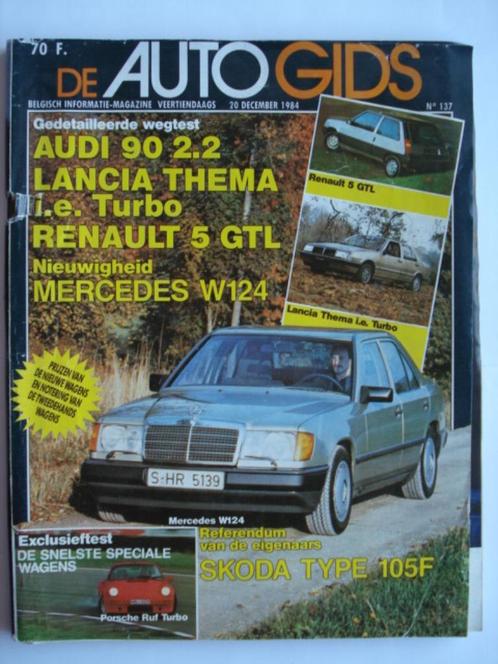 70 F.
DE AUTO GIDS
BELGISCH INFORMATIE-MAGAZINE VEERTIENDAAGS 20 DECEMBER 1984 N° 137
Gedetailleerde wegtest
AUDI 90 2.2
LANCIA THEMA
i.e. Turbo
RENAULT 5 GTL
Nieuwigheid
MERCEDES W124
Renault 5 GTL
Lancia Thema i.e. Turbo
PRIJZEN VAN
DE NIEUWE WAGENS
EN NOTERING VAN
DE TWEEDEHANDS
WAGENS
S-HR 5139
Mercedes W124
Exclusieftest
DE SNELSTE SPECIALE
WAGENS
Porsche Ruf Turbo
Referendum
van de eigenaars
SKODA TYPE 105F